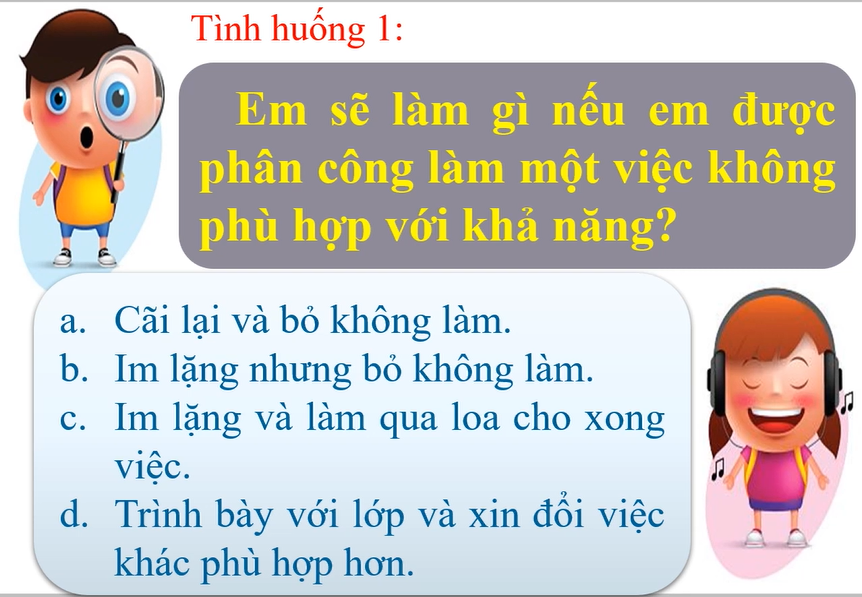 Tình huống 1:
Em sẽ làm gì nếu em được
phân công làm một việc không
phù hợp với khả năng?
a. Cãi lại và bỏ không làm.
b. Im lặng nhưng bỏ không làm.
c. Im lặng và làm qua loa cho xong
việc.
d. Trình bày với lớp và xin đổi việc
khác phù hợp hơn.